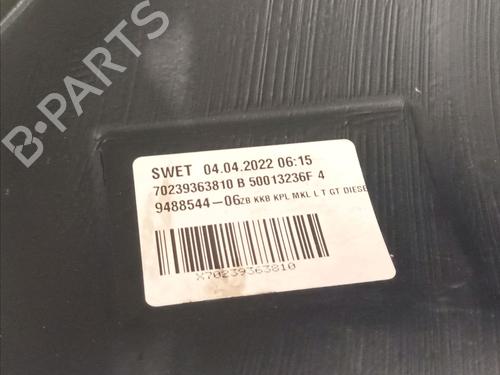 B-PARTS
SWET 04.04.2022 06:15
70239363810 B 50013236F 4
9488544-06ZB KKB KPL MKL L T GT DIESE
X70239363810